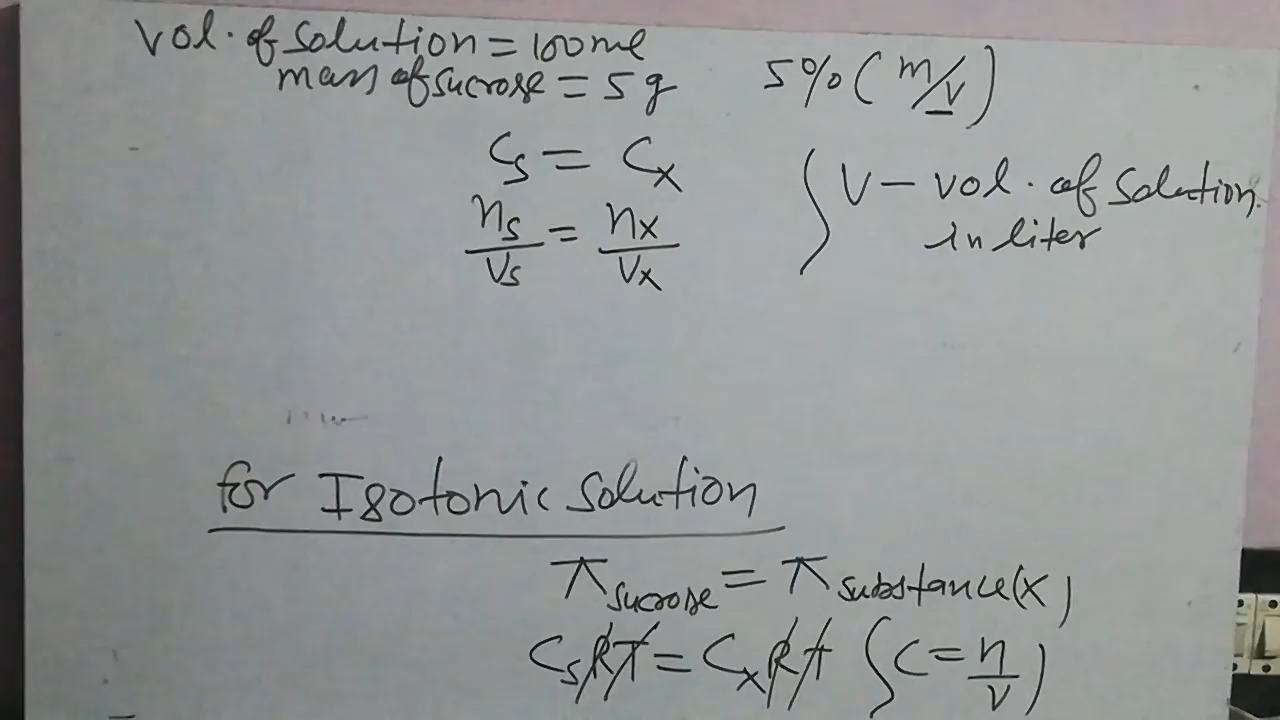 Vol. of solution = 100ml
mass of sucrose = 5g 5% (m/v)
Cs = Cx
ns/Vs = nx/Vx { V – vol. of solution in liter
for Isotonic solution
π sucrose = π substance(x)
CsRT = CxRT {C = n/v)